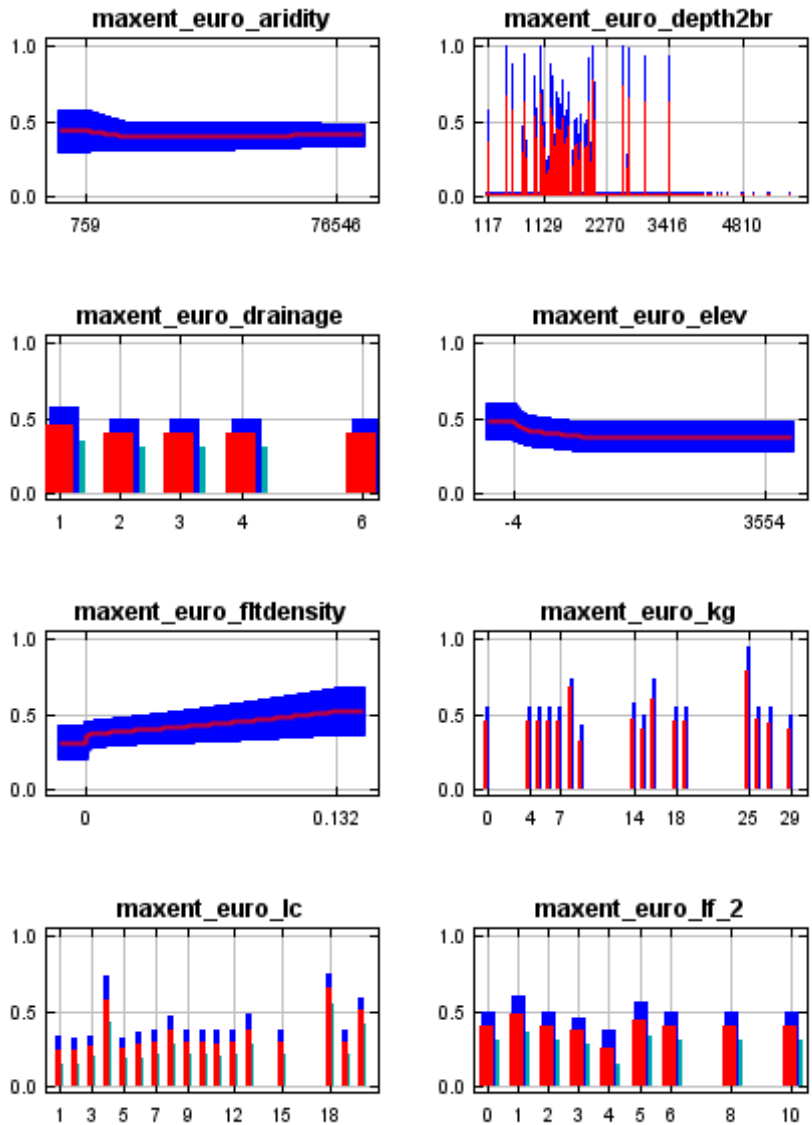 maxent_euro_aridity
1.0
0.5
0.0
759 76546
maxent_euro_depth2br
1.0
0.5
0.0
117 1129 2270 3416 4810
maxent_euro_drainage
1.0
0.5
0.0
1 2 3 4 6
maxent_euro_elev
1.0
0.5
0.0
-4 3554
maxent_euro_fltdensity
1.0
0.5
0.0
0 0.132
maxent_euro_kg
1.0
0.5
0.0
0 4 7 14 18 25 29
maxent_euro_lc
1.0
0.5
0.0
1 3 5 7 9 12 15 18
maxent_euro_lf_2
1.0
0.5
0.0
0 1 2 3 4 5 6 8 10